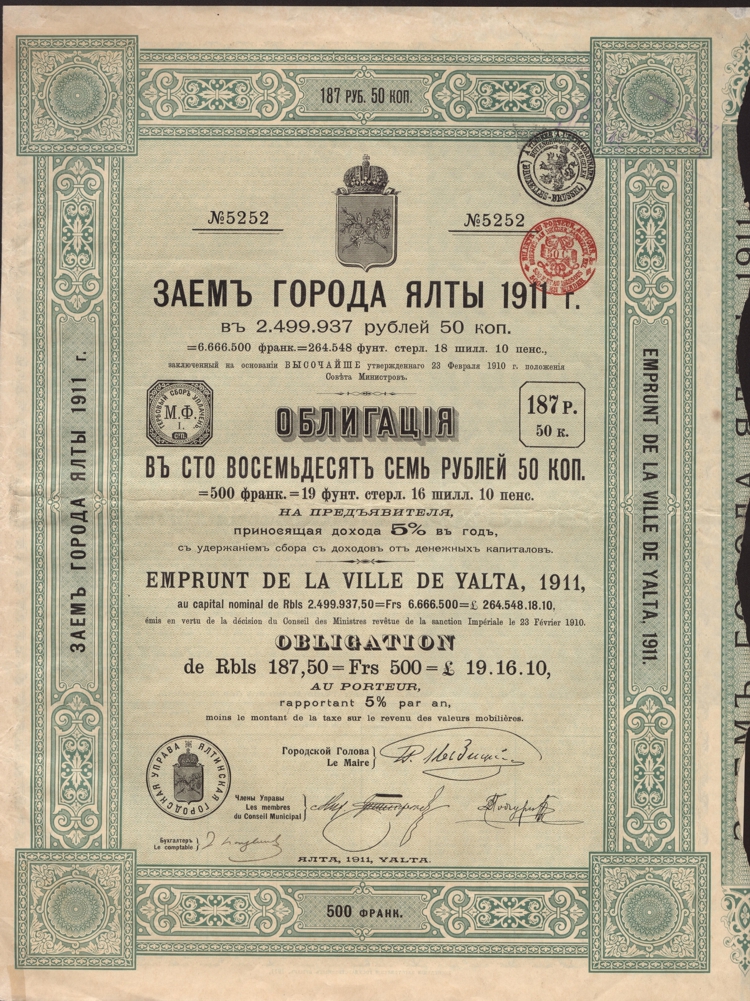 187 РУБ. 50 КОП.
№5252
№5252
ЗАЕМЪ ГОРОДА ЯЛТЫ 1911 г.
въ 2.499.937 рублей 50 коп.
=6.666.500 франк.=264.548 фунт. стерл. 18 шилл. 10 пенс.,
заключенный на основаніи ВЫСОЧАЙШЕ утвержденнаго 23 Февраля 1910 г. положенія
Совѣта Министровъ.
М.Ф.
1.
СП.
ОБЛИГАЦІЯ
187 Р.
50 к.
ВЪ СТО ВОСЕМЬДЕСЯТЪ СЕМЬ РУБЛЕЙ 50 КОП.
=500 франк.=19 фунт. стерл. 16 шилл. 10 пенс.
НА ПРЕДЪЯВИТЕЛЯ,
приносящая дохода 5% въ годъ,
съ удержаніемъ сбора съ доходовъ отъ денежныхъ капиталовъ.
EMPRUNT DE LA VILLE DE YALTA, 1911,
au capital nominal de Rbls 2.499.937,50=Frs 6.666.500=£ 264.548.18.10,
émis en vertu de la décision du Conseil des Ministres revêtue de la sanction Impériale le 23 Février 1910.
OBLIGATION
de Rbls 187,50=Frs 500=£ 19.16.10,
AU PORTEUR,
rapportant 5% par an,
moins le montant de la taxe sur le revenu des valeurs mobilières.
ЯЛТИНСКАЯ ГОРОДСКАЯ УПРАВА
Городской Голова
Le Maire
Члены Управы
Les membres
du Conseil Municipal
Бухгалтеръ
Le comptable
ЯЛТА, 1911, YALTA.
500 ФРАНК.
ЗАЕМЪ ГОРОДА ЯЛТЫ 1911 г.
EMPRUNT DE LA VILLE DE YALTA, 1911.